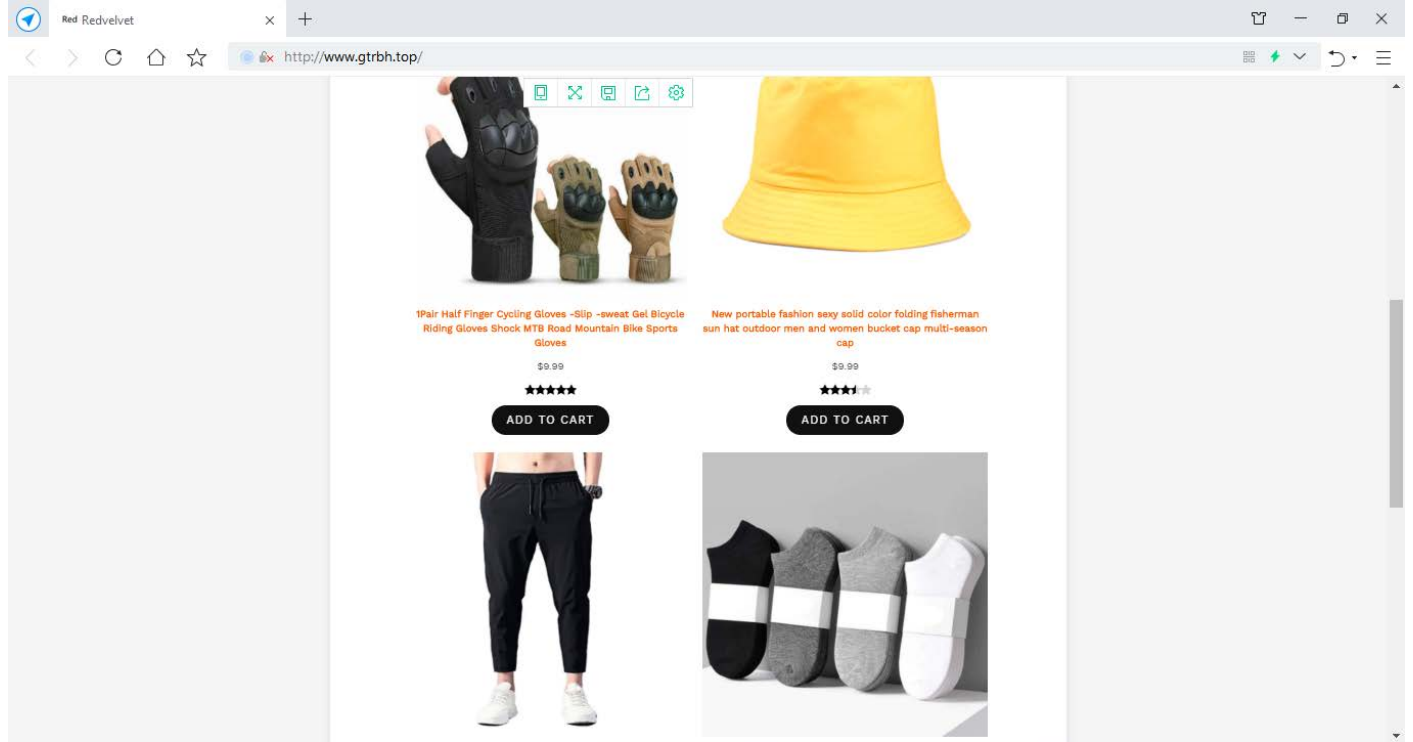 Red Redvelvet
http://www.gtrbh.top/
1Pair Half Finger Cycling Gloves -Slip -sweat Gel Bicycle
Riding Gloves Shock MTB Road Mountain Bike Sports
Gloves
$9.99
ADD TO CART
New portable fashion sexy solid color folding fisherman
sun hat outdoor men and women bucket cap multi-season
cap
$9.99
ADD TO CART